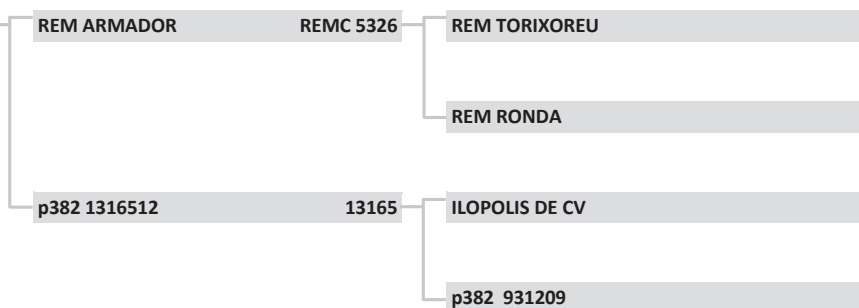 REM ARMADOR REMC 5326 REM TORIXOREU
REM RONDA
p382 1316512 13165 ILOPOLIS DE CV
p382 931209